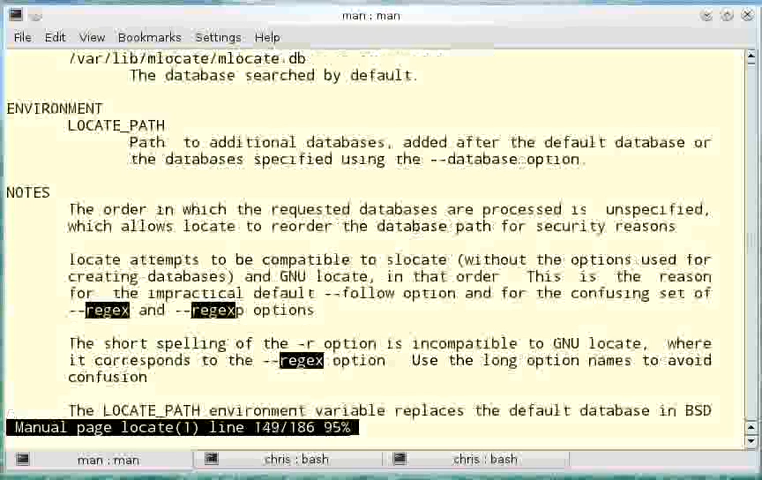 man : man
File Edit View Bookmarks Settings Help
/var/lib/mlocate/mlocate.db
The database searched by default.
ENVIRONMENT
LOCATE_PATH
Path to additional databases, added after the default database or
the databases specified using the --database option.
NOTES
The order in which the requested databases are processed is unspecified,
which allows locate to reorder the database path for security reasons
locate attempts to be compatible to slocate (without the options used for
creating databases) and GNU locate, in that order This is the reason
for the impractical default --follow option and for the confusing set of
--regex and --regexp options
The short spelling of the -r option is incompatible to GNU locate, where
it corresponds to the --regex option Use the long option names to avoid
confusion
The LOCATE_PATH environment variable replaces the default database in BSD
Manual page locate(1) line 149/186 95%
man : man chris : bash chris : bash